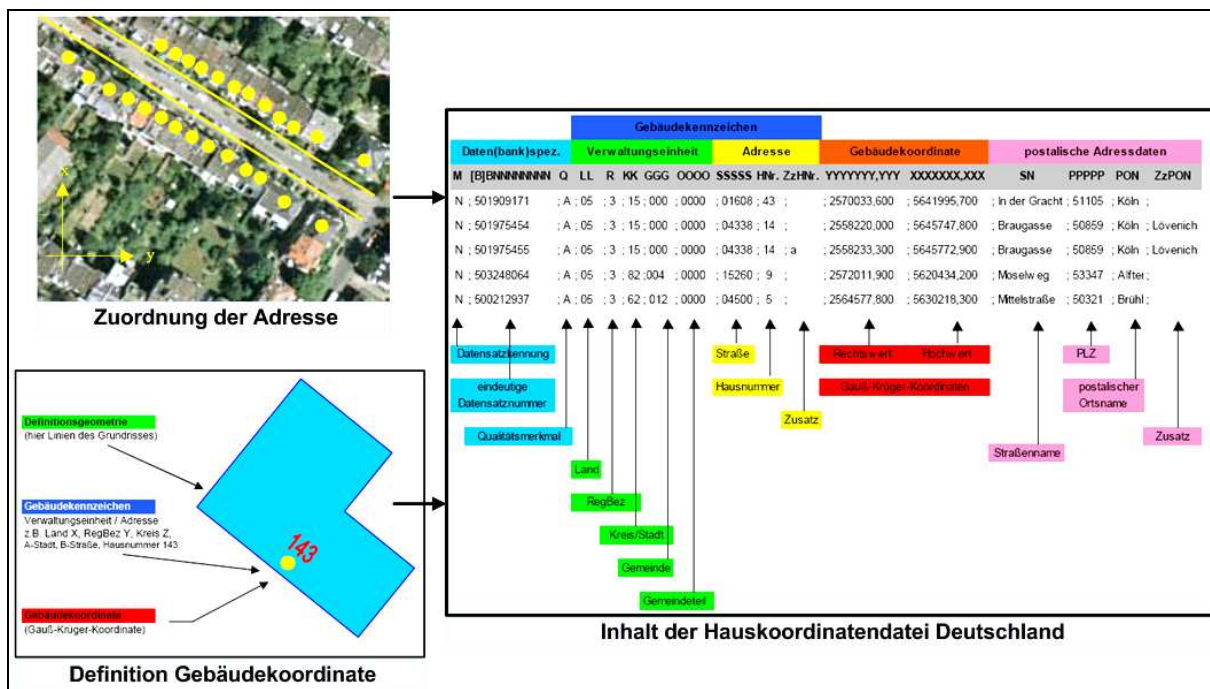 x
y
Zuordnung der Adresse
Definitionsgeometrie
(hier Linien des Grundrisses)
Gebäudekennzeichen
Verwaltungseinheit / Adresse
z.B. Land X, RegBez Y, Kreis Z,
A-Stadt, B-Straße, Hausnummer 143
Gebäudekoordinate
(Gauß-Krüger-Koordinate)
143
Definition Gebäudekoordinate
Gebäudekennzeichen
Daten(bank)spez. Verwaltungseinheit Adresse Gebäudekoordinate postalische Adressdaten
M [B]BNNNNNNNN Q LL R KK GGG OOOO SSSSS HNr. ZzHNr. YYYYYYY,YYY XXXXXXX,XXX SN PPPPP PON ZzPON
N ; 501909171 ; A ; 05 ; 3 ; 15 ; 000 ; 0000 ; 01608 ; 43 ; ; 2570033,600 ; 5641995,700 ; In der Gracht ; 51105 ; Köln ;
N ; 501975454 ; A ; 05 ; 3 ; 15 ; 000 ; 0000 ; 04338 ; 14 ; ; 2558220,000 ; 5645747,800 ; Braugasse ; 50859 ; Köln ; Lövenich
N ; 501975455 ; A ; 05 ; 3 ; 15 ; 000 ; 0000 ; 04338 ; 14 ; a ; 2558233,300 ; 5645772,900 ; Braugasse ; 50859 ; Köln ; Lövenich
N ; 503248064 ; A ; 05 ; 3 ; 82 ; 004 ; 0000 ; 15260 ; 9 ; ; 2572011,900 ; 5620434,200 ; Moselweg ; 53347 ; Alfter ;
N ; 500212937 ; A ; 05 ; 3 ; 62 ; 012 ; 0000 ; 04500 ; 5 ; ; 2564577,800 ; 5630218,300 ; Mittelstraße ; 50321 ; Brühl ;
Datensatzkennung Straße Rechtswert Hochwert PLZ
eindeutige
Datensatznummer
Hausnummer Gauß-Krüger-Koordinaten
postalischer
Ortsname
Zusatz
Qualitätsmerkmal
Zusatz
Straßenname
Land
RegBez
Kreis/Stadt
Gemeinde
Gemeindeteil
Inhalt der Hauskoordinatendatei Deutschland